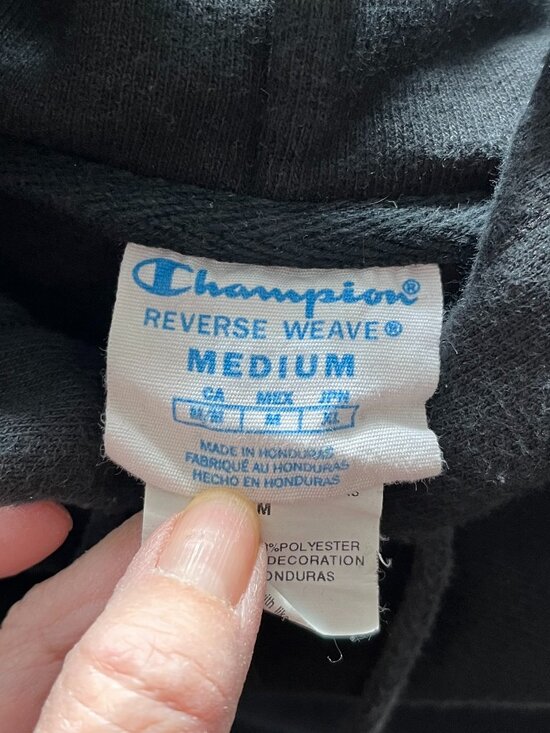 Champion®
REVERSE WEAVE®
MEDIUM
CA MEX JPN
M/M M XL
MADE IN HONDURAS
FABRIQUÉ AU HONDURAS
HECHO EN HONDURAS
M
%POLYESTER
DECORATION
ONDURAS